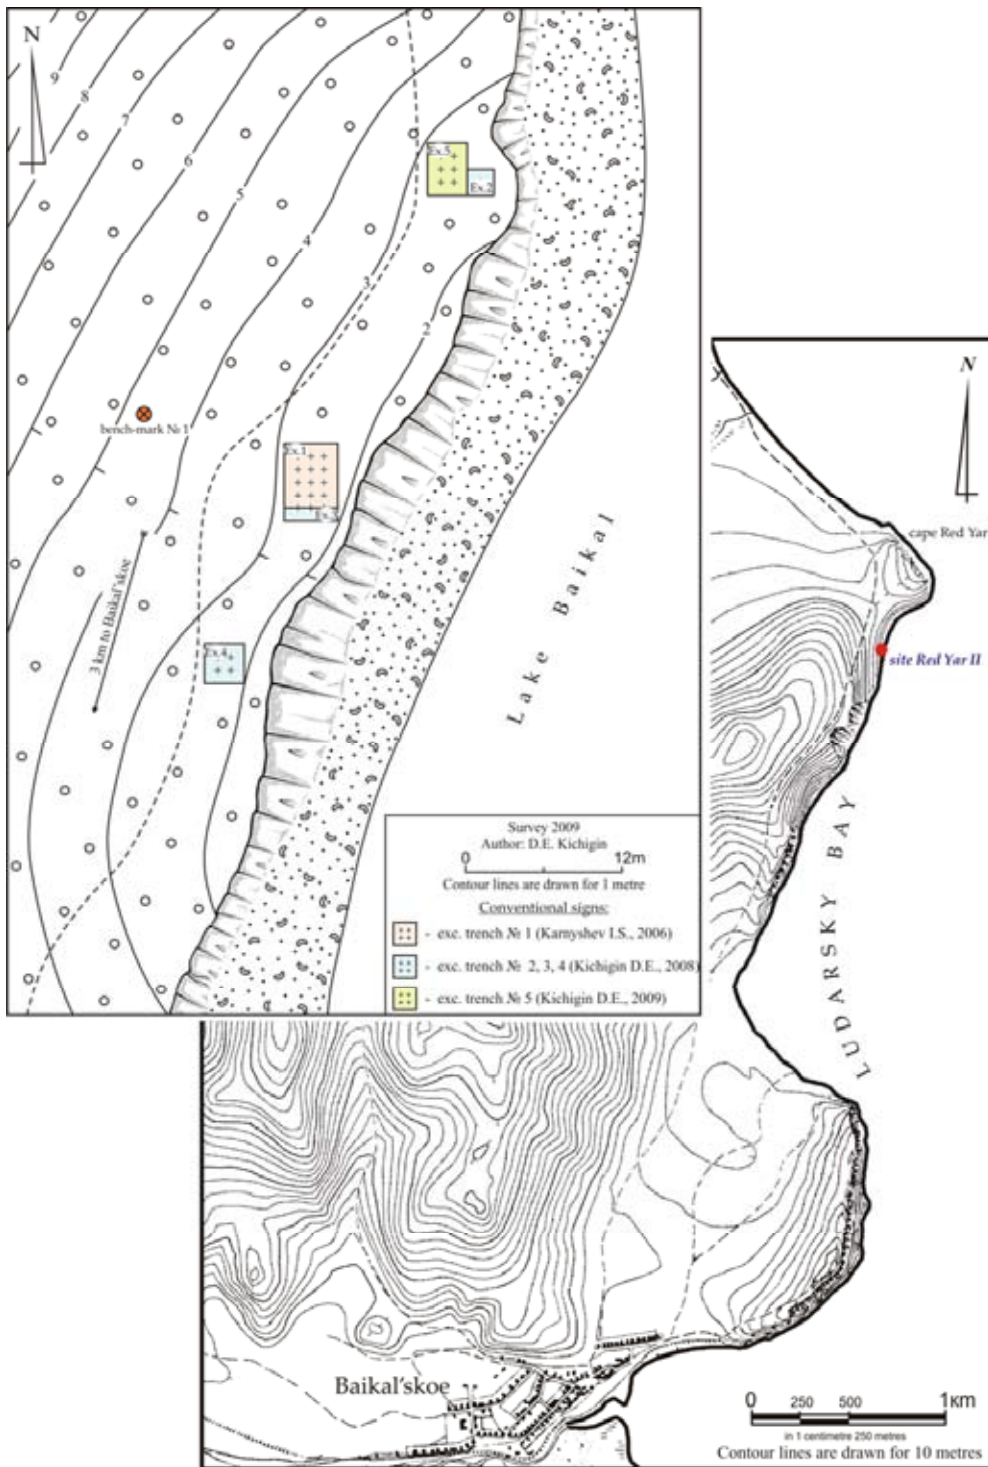 N
9
8
7
6
5
4
3
2
Ex.5
Ex.2
bench-mark № 1
Ex.1
Ex.3
3 km to Baikal'skoe
Ex.4
Lake Baikal
Survey 2009
Author: D.E. Kichigin
0 12m
Contour lines are drawn for 1 metre
Conventional signs:
- exc. trench № 1 (Karnyshev I.S., 2006)
- exc. trench № 2, 3, 4 (Kichigin D.E., 2008)
- exc. trench № 5 (Kichigin D.E., 2009)
N
cape Red Yar
site Red Yar II
LUDARSKY BAY
Baikal'skoe
0 250 500 1км
in 1 centimetre 250 metres
Contour lines are drawn for 10 metres